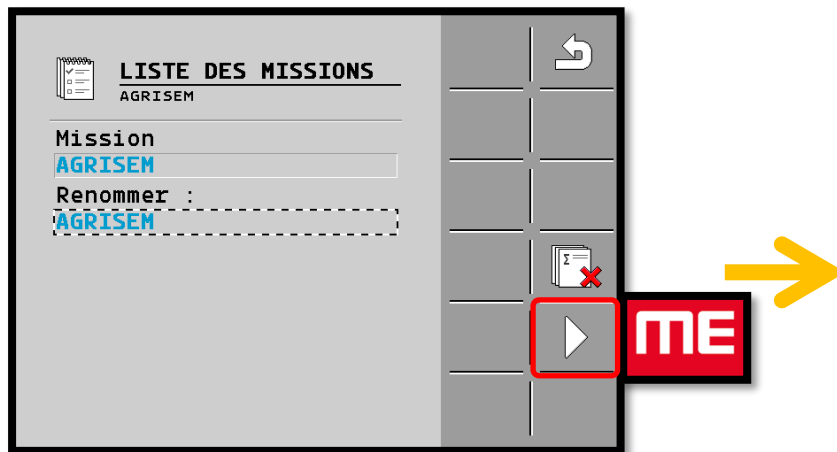 LISTE DES MISSIONS
AGRISEM
Mission
AGRISEM
Renommer :
AGRISEM
Σ
ME